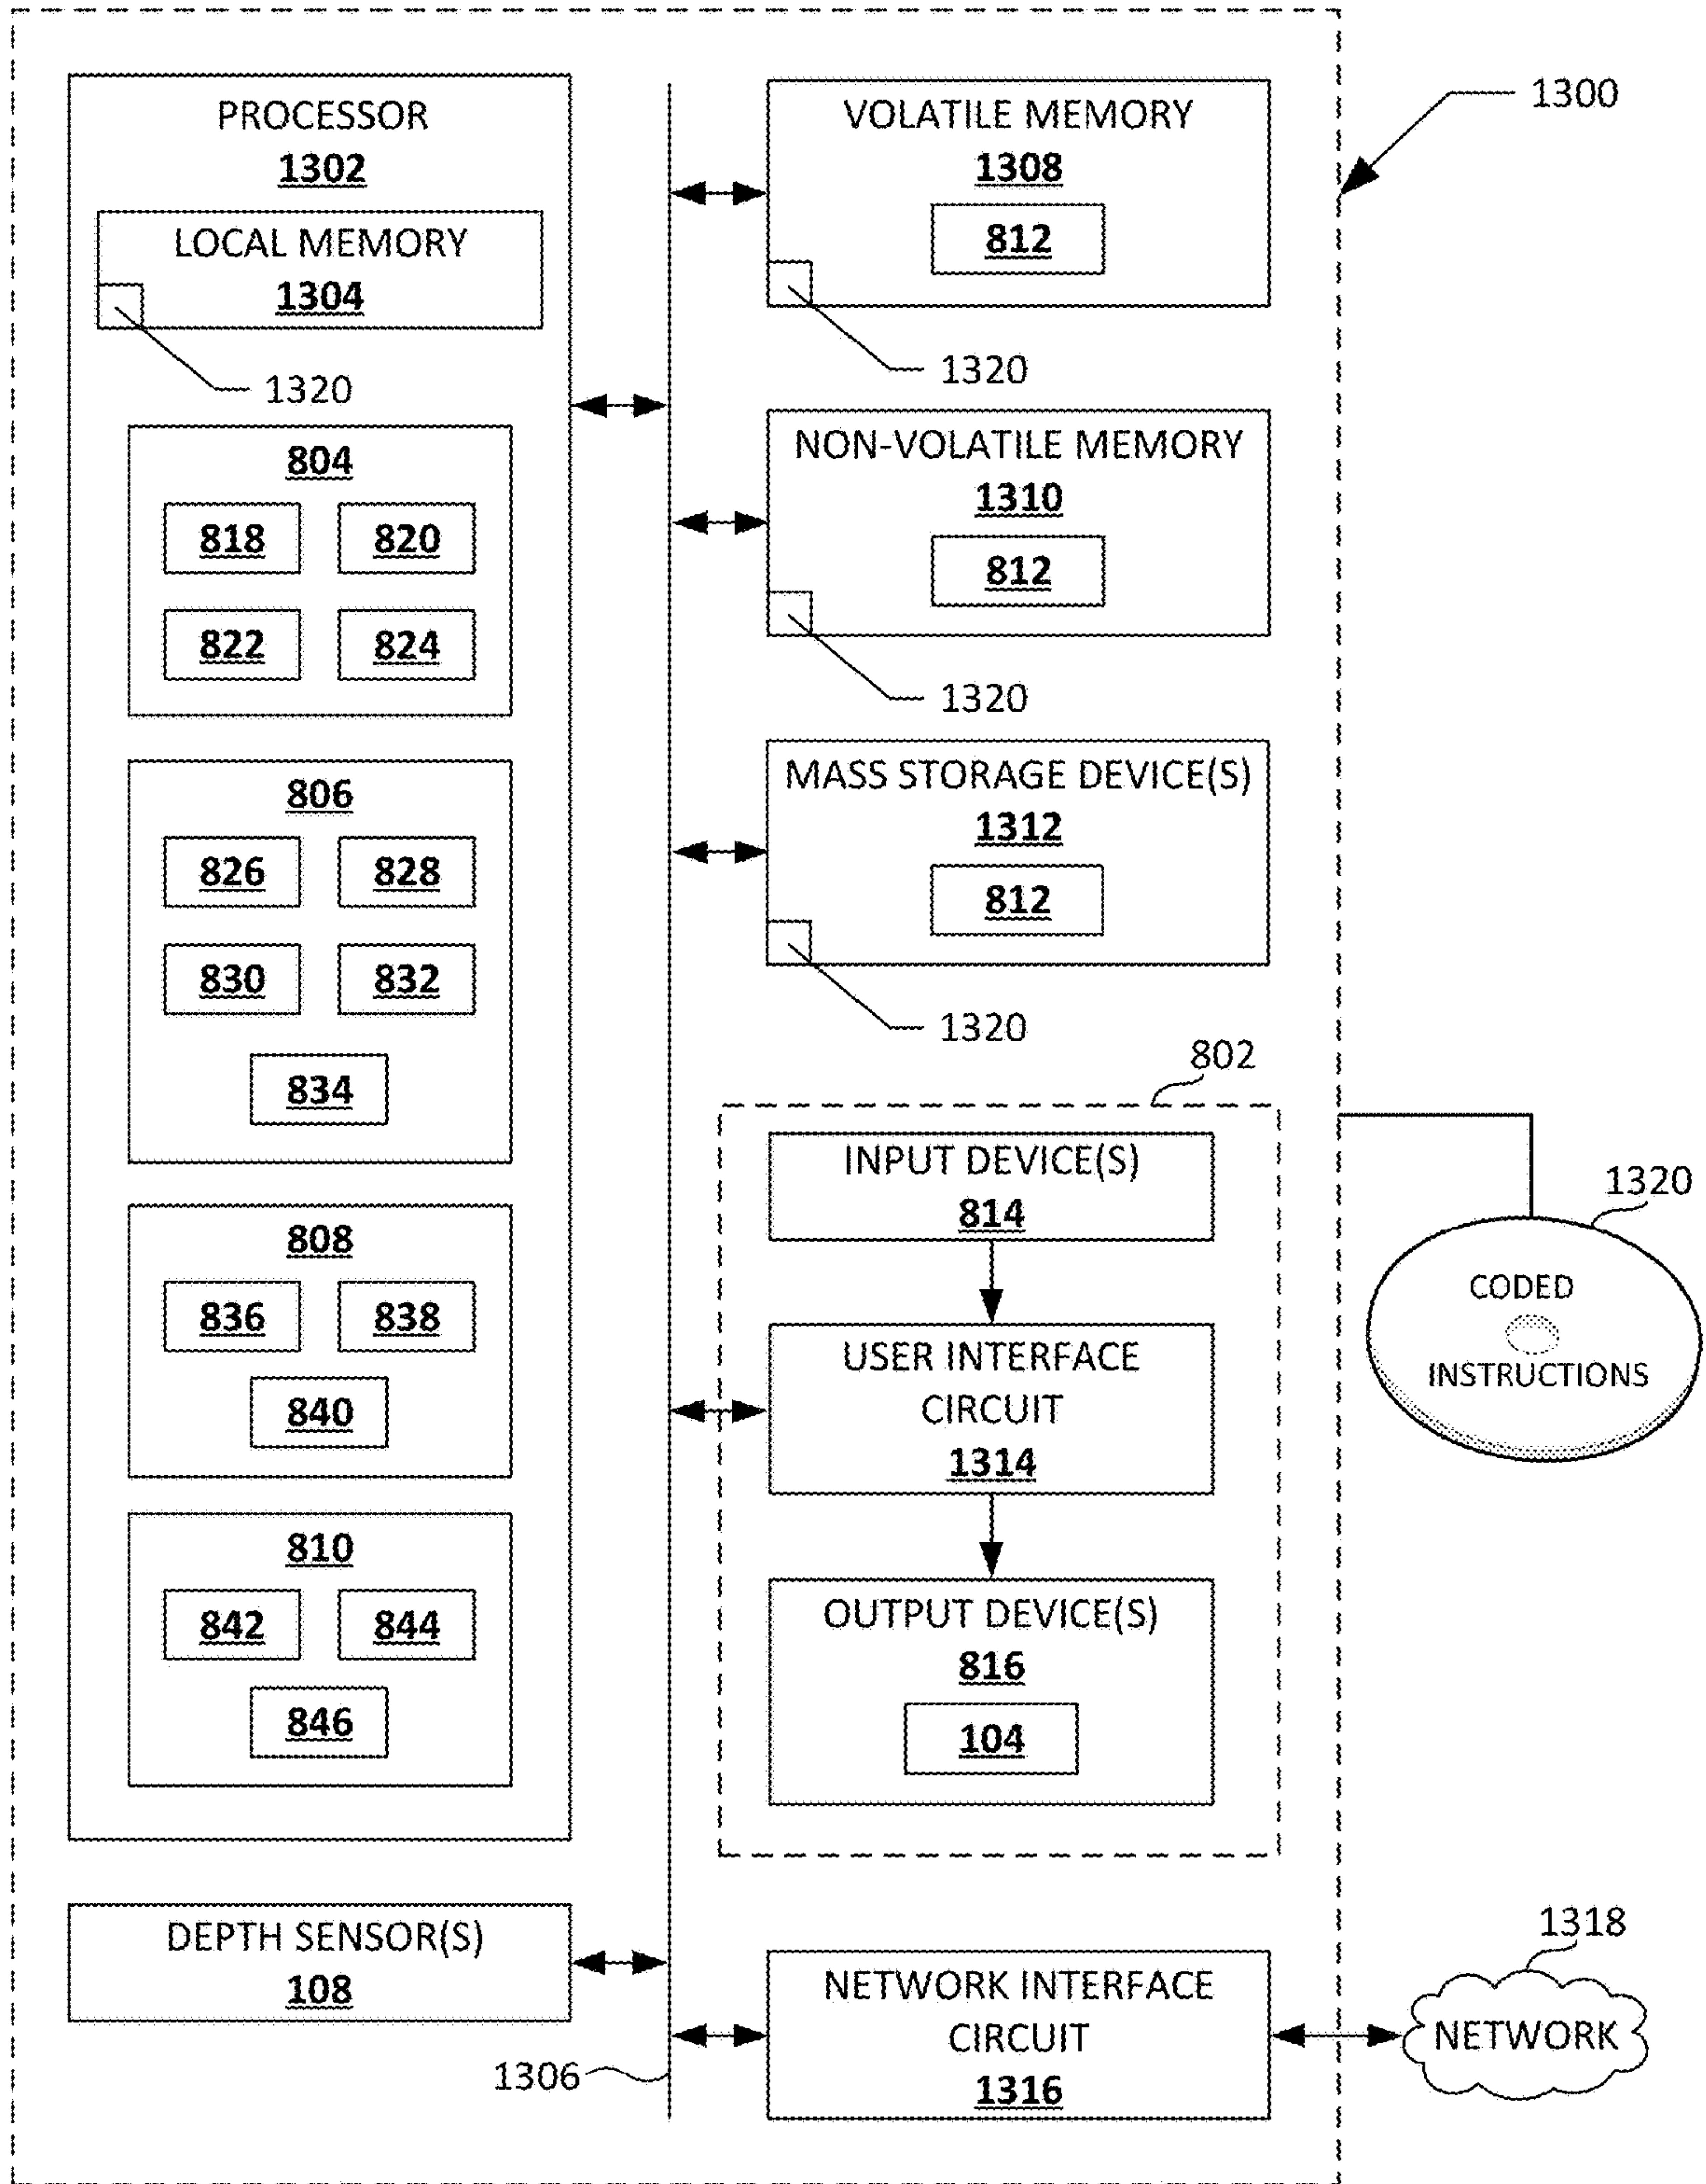 1300
PROCESSOR
1302
LOCAL MEMORY
1304
1320
804
818 820
822 824
806
826 828
830 832
834
808
836 838
840
810
842 844
846
DEPTH SENSOR(S)
108
1306
VOLATILE MEMORY
1308
812
1320
NON-VOLATILE MEMORY
1310
812
1320
MASS STORAGE DEVICE(S)
1312
812
1320
802
INPUT DEVICE(S)
814
USER INTERFACE
CIRCUIT
1314
OUTPUT DEVICE(S)
816
104
NETWORK INTERFACE
CIRCUIT
1316
1320
CODED
INSTRUCTIONS
1318
NETWORK